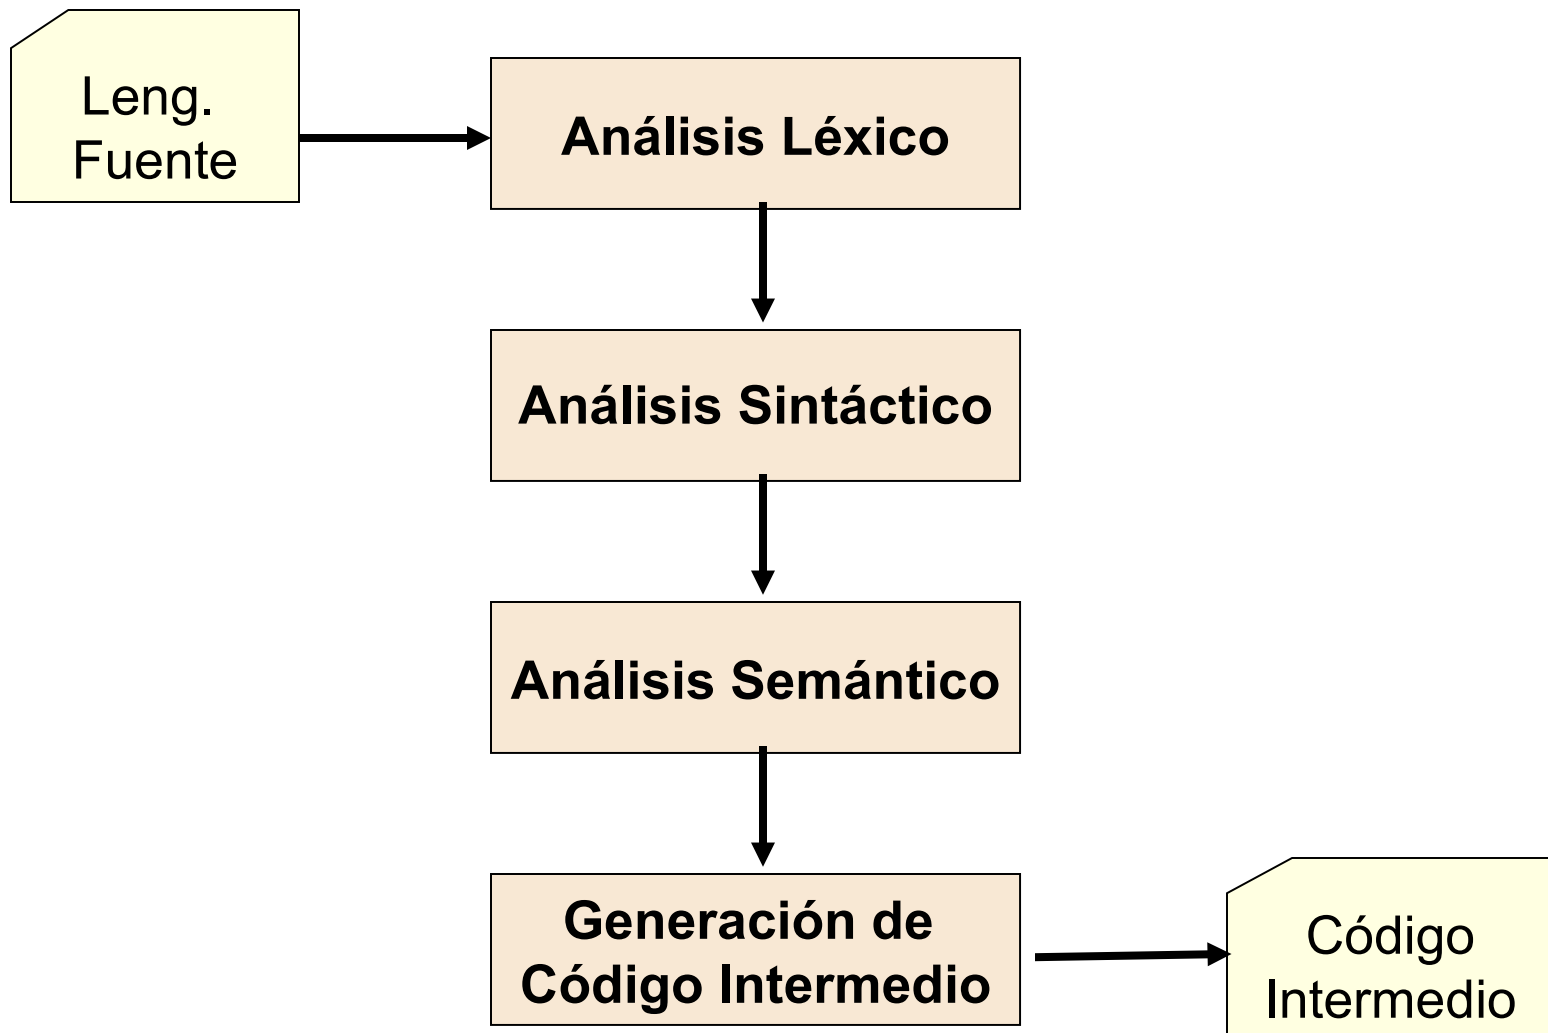 Leng.
Fuente
Análisis Léxico
Análisis Sintáctico
Análisis Semántico
Generación de
Código Intermedio
Código
Intermedio